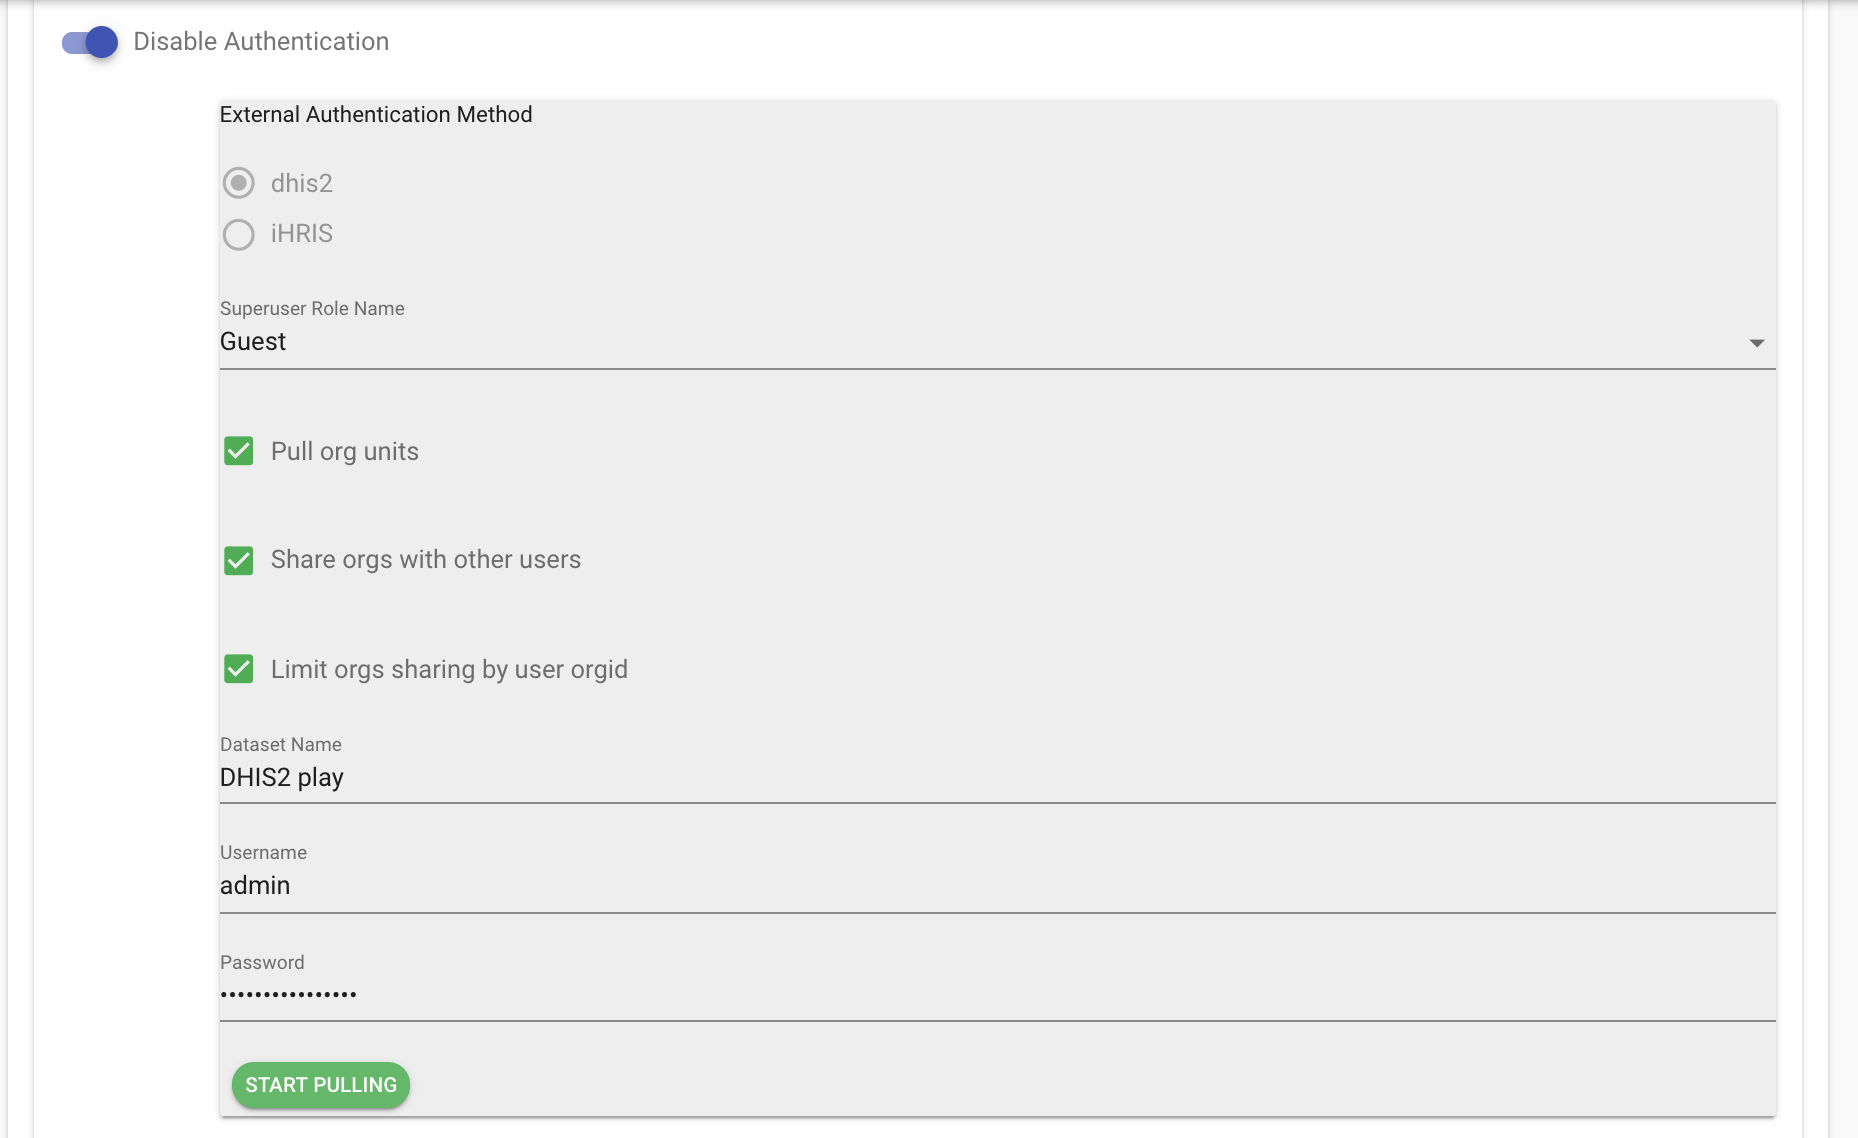 Disable Authentication
External Authentication Method
dhis2
iHRIS
Superuser Role Name
Guest
Pull org units
Share orgs with other users
Limit orgs sharing by user orgid
Dataset Name
DHIS2 play
Username
admin
Password
••••••••••••••••
START PULLING